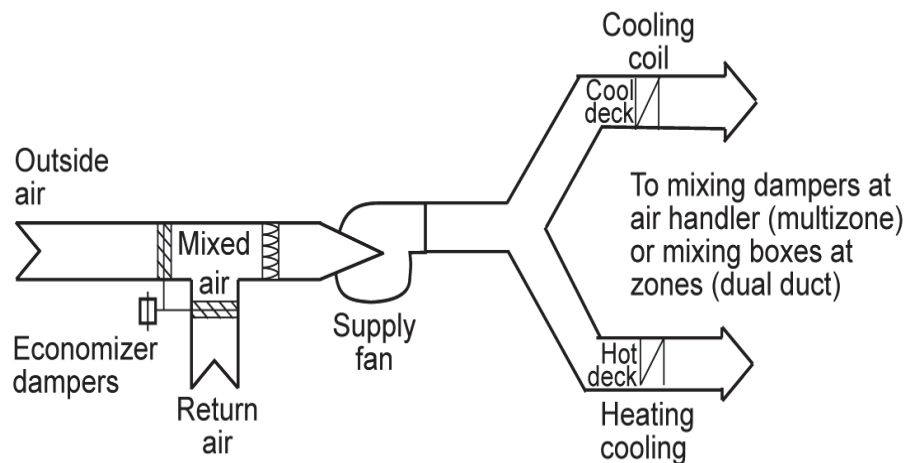 Cooling
coil
Cool
deck
Outside
air
To mixing dampers at
air handler (multizone)
or mixing boxes at
zones (dual duct)
Mixed
air
Supply
fan
Economizer
dampers
Return
air
Hot
deck
Heating
cooling